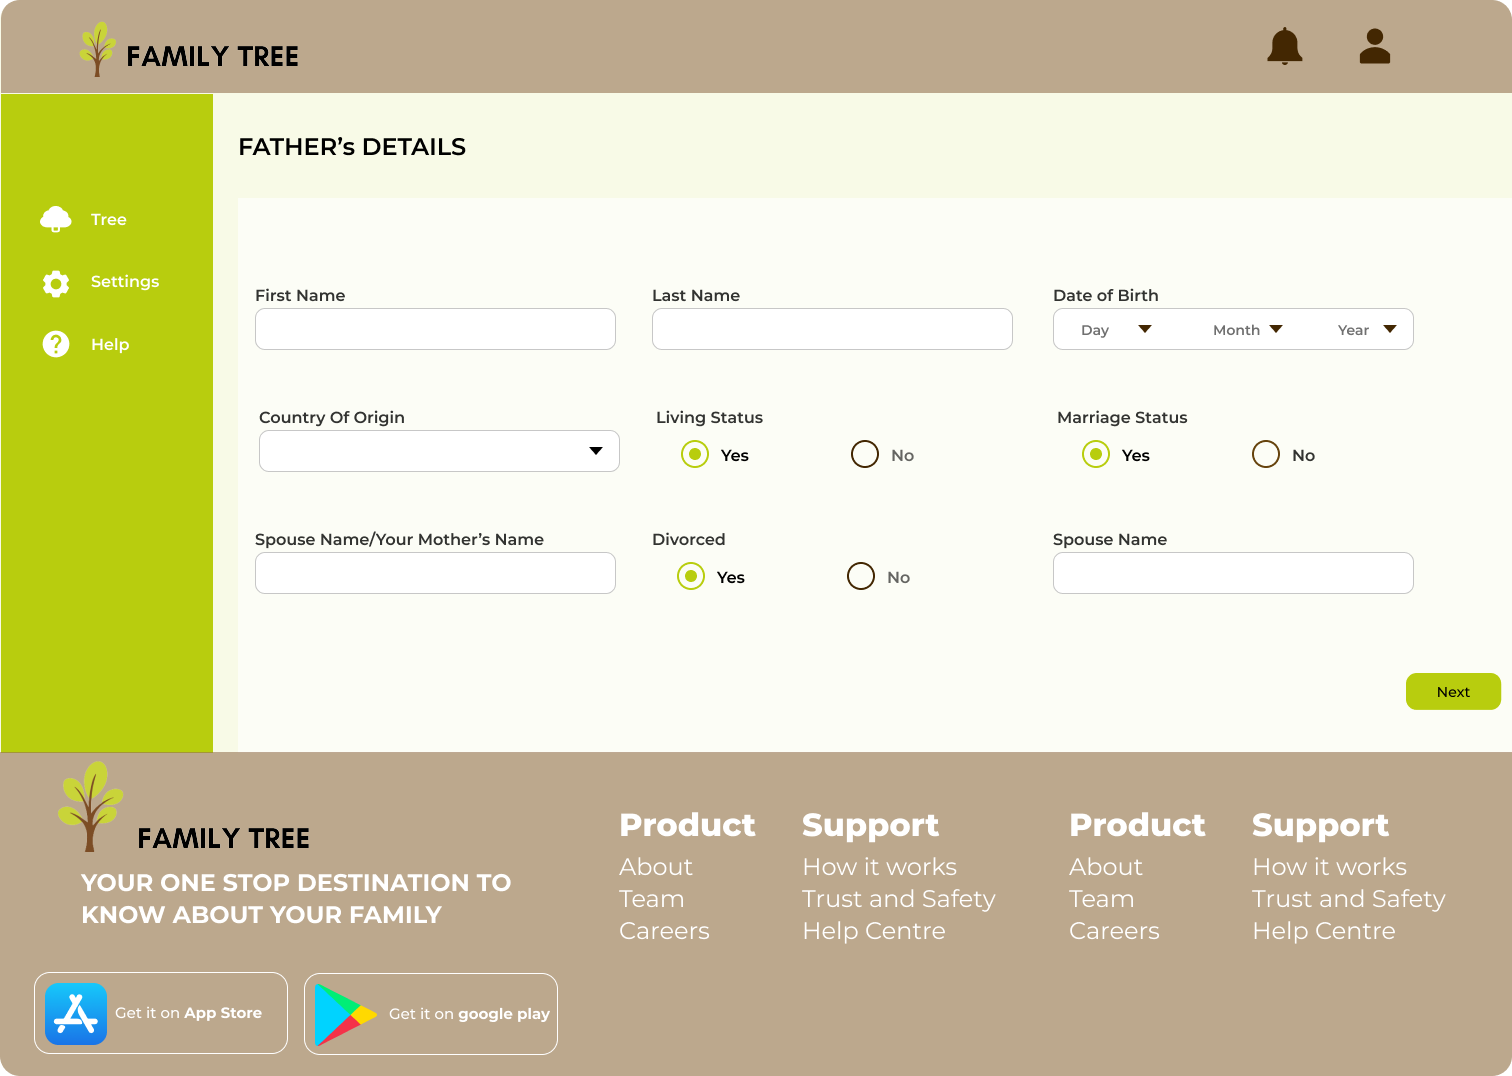 FAMILY TREE
FATHER’s DETAILS
Tree
Settings
Help
First Name
Last Name
Date of Birth
Day
Month
Year
Country Of Origin
Living Status
Yes
No
Marriage Status
Yes
No
Spouse Name/Your Mother’s Name
Divorced
Yes
No
Spouse Name
Next
FAMILY TREE
YOUR ONE STOP DESTINATION TO
KNOW ABOUT YOUR FAMILY
Get it on App Store
Get it on google play
Product
About
Team
Careers
Support
How it works
Trust and Safety
Help Centre
Product
About
Team
Careers
Support
How it works
Trust and Safety
Help Centre